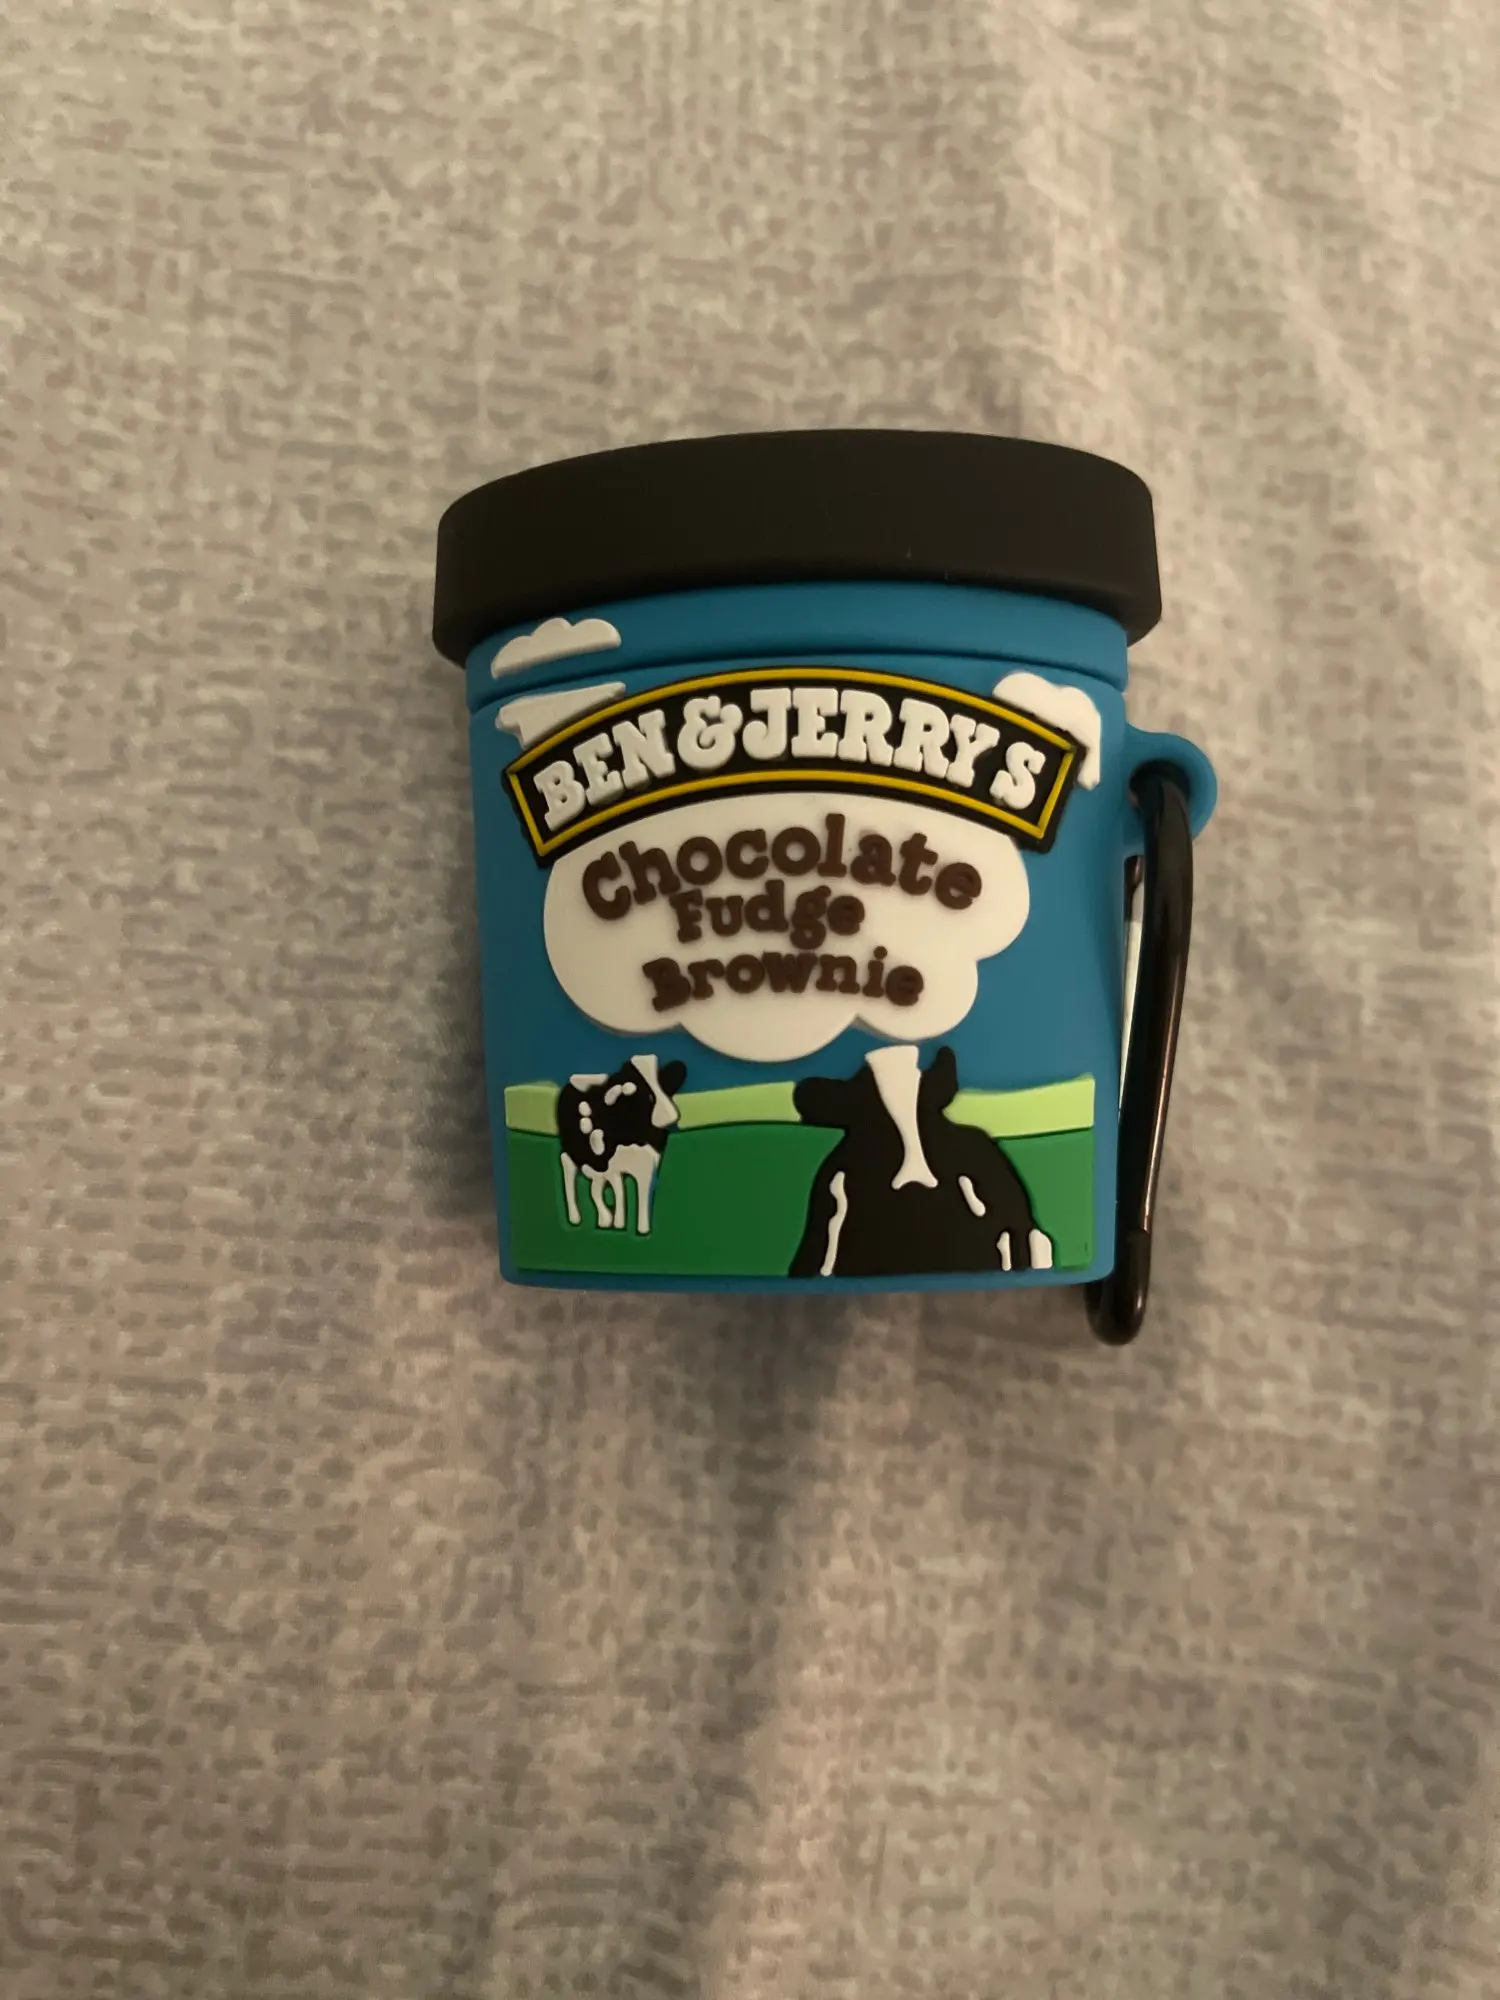 BEN&JERRY'S
Chocolate
Fudge
Brownie